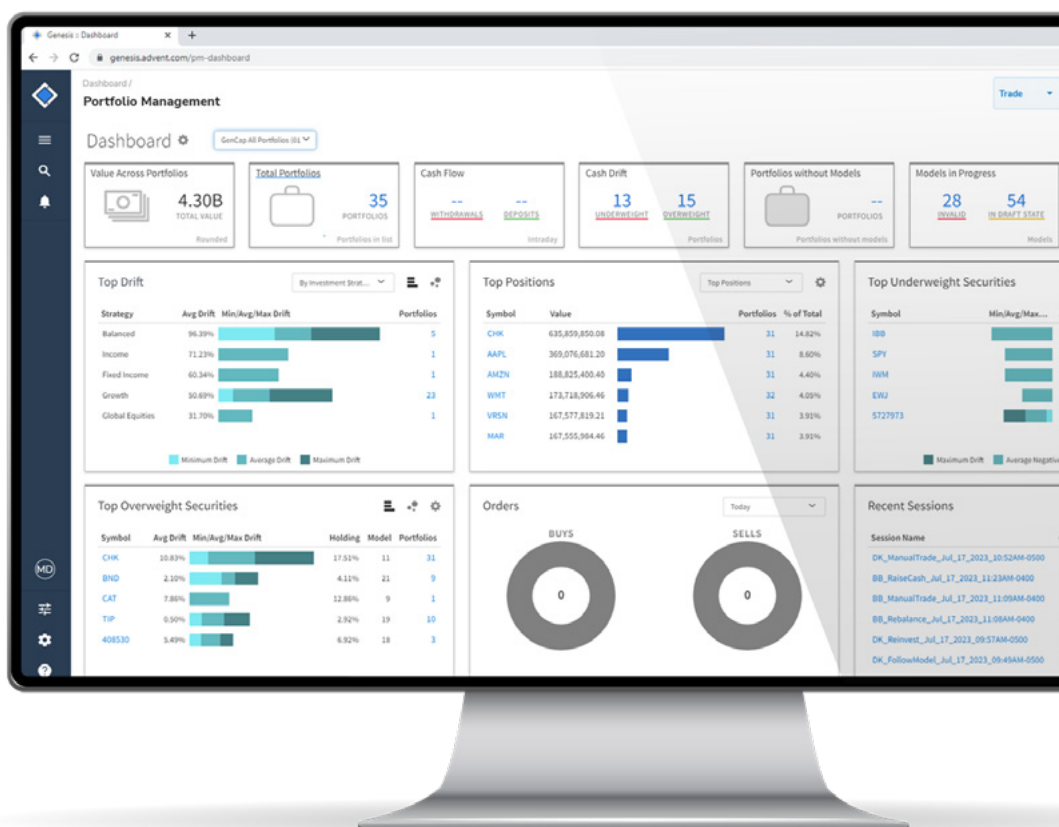 Genesis : Dashboard
genesis.advent.com/pm-dashboard
Dashboard /
Portfolio Management
Trade
Dashboard
GenCap All Portfolios (01
Value Across Portfolios
4.30B
TOTAL VALUE
Rounded
Total Portfolios
35
PORTFOLIOS
Portfolios in list
Cash Flow
-- --
WITHDRAWALS DEPOSITS
Intraday
Cash Drift
13 15
UNDERWEIGHT OVERWEIGHT
Portfolios
Portfolios without Models
--
PORTFOLIOS
Portfolios without models
Models in Progress
28 54
INVALID IN DRAFT STATE
Models
Top Drift
By Investment Strat...
Strategy Avg Drift Min/Avg/Max Drift Portfolios
Balanced 96.39% 5
Income 71.23% 1
Fixed Income 60.34% 1
Growth 50.69% 23
Global Equities 31.70% 1
Minimum Drift Average Drift Maximum Drift
Top Positions
Top Positions
Symbol Value Portfolios % of Total
CHK 635,859,850.08 31 14.82%
AAPL 369,076,681.20 31 8.60%
AMZN 188,825,400.40 31 4.40%
WMT 173,718,906.46 32 4.05%
VRSN 167,577,819.21 31 3.91%
MAR 167,555,984.46 31 3.91%
Top Underweight Securities
Symbol Min/Avg/Max...
IBB
SPY
IWM
EWJ
5727973
Maximum Drift Average Negative
Top Overweight Securities
Symbol Avg Drift Min/Avg/Max Drift Holding Model Portfolios
CHK 10.83% 17.51% 11 31
BND 2.10% 4.11% 21 9
CAT 7.86% 12.86% 9 1
TIP 0.50% 2.92% 19 10
408530 5.49% 6.92% 18 3
Orders
Today
BUYS
0
SELLS
0
Recent Sessions
Session Name
DK_ManualTrade_Jul_17_2023_10:52AM-0500
BB_RaiseCash_Jul_17_2023_11:23AM-0400
BB_ManualTrade_Jul_17_2023_11:09AM-0400
BB_Rebalance_Jul_17_2023_11:08AM-0400
DK_Reinvest_Jul_17_2023_09:57AM-0500
DK_FollowModel_Jul_17_2023_09:49AM-0500
MD